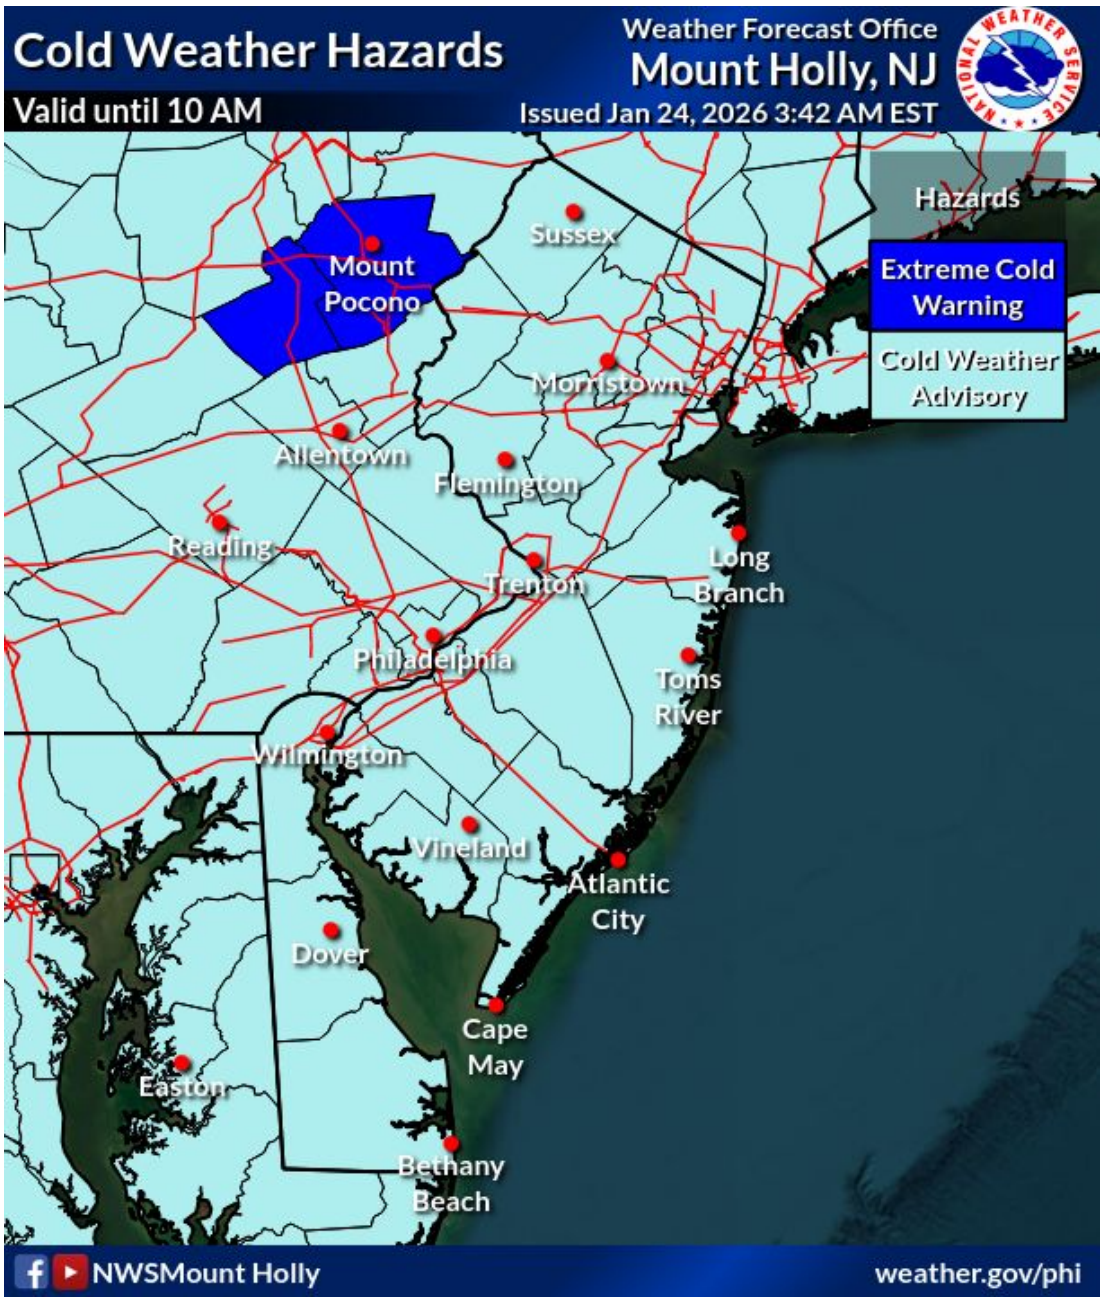 Cold Weather Hazards
Valid until 10 AM
Weather Forecast Office
Mount Holly, NJ
Issued Jan 24, 2026 3:42 AM EST
NATIONAL WEATHER SERVICE
Hazards
Extreme Cold
Warning
Cold Weather
Advisory
Sussex
Mount
Pocono
Morristown
Allentown
Flemington
Reading
Long
Branch
Trenton
Philadelphia
Toms
River
Wilmington
Vineland
Atlantic
City
Dover
Cape
May
Easton
Bethany
Beach
NWSMount Holly
weather.gov/phi